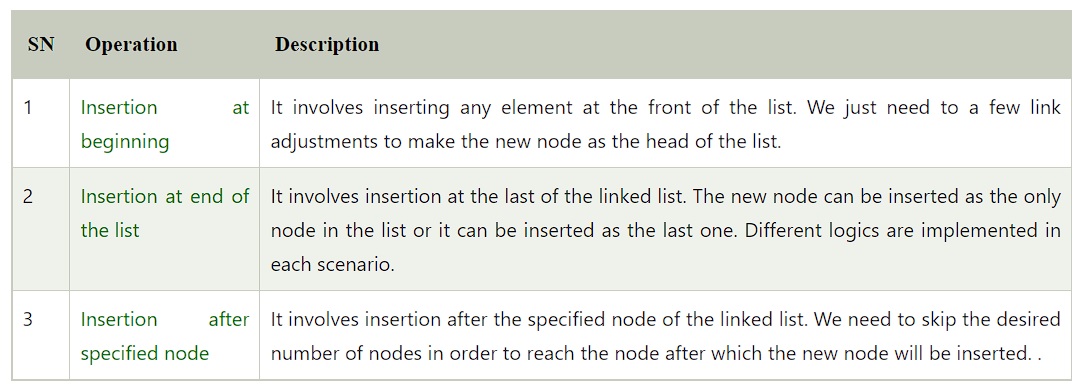 SN Operation Description
1 Insertion at beginning It involves inserting any element at the front of the list. We just need to a few link
adjustments to make the new node as the head of the list.
2 Insertion at end of the list It involves insertion at the last of the linked list. The new node can be inserted as the only
node in the list or it can be inserted as the last one. Different logics are implemented in
each scenario.
3 Insertion after specified node It involves insertion after the specified node of the linked list. We need to skip the desired
number of nodes in order to reach the node after which the new node will be inserted. .